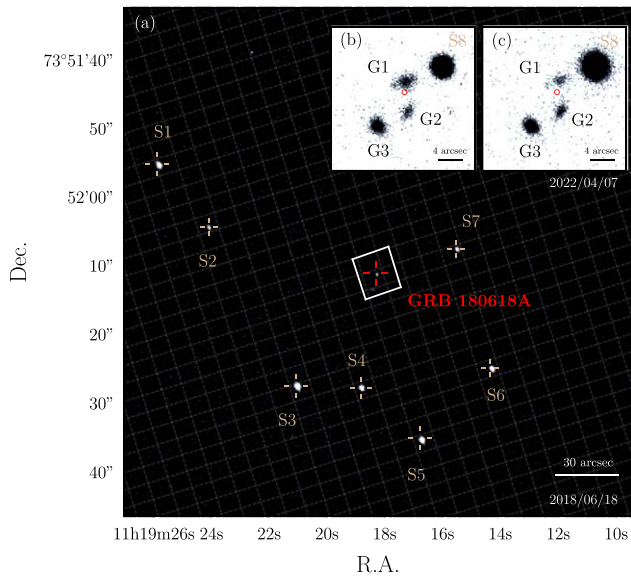 (a)
(b)
S8
G1
G2
G3
4 arcsec
(c)
S8
G1
G2
G3
4 arcsec
2022/04/07
73°51'40"
50"
52'00"
10"
20"
30"
40"
Dec.
S1
S2
S7
GRB 180618A
S4
S3
S6
S5
30 arcsec
2018/06/18
11h19m26s 24s 22s 20s 18s 16s 14s 12s 10s
R.A.